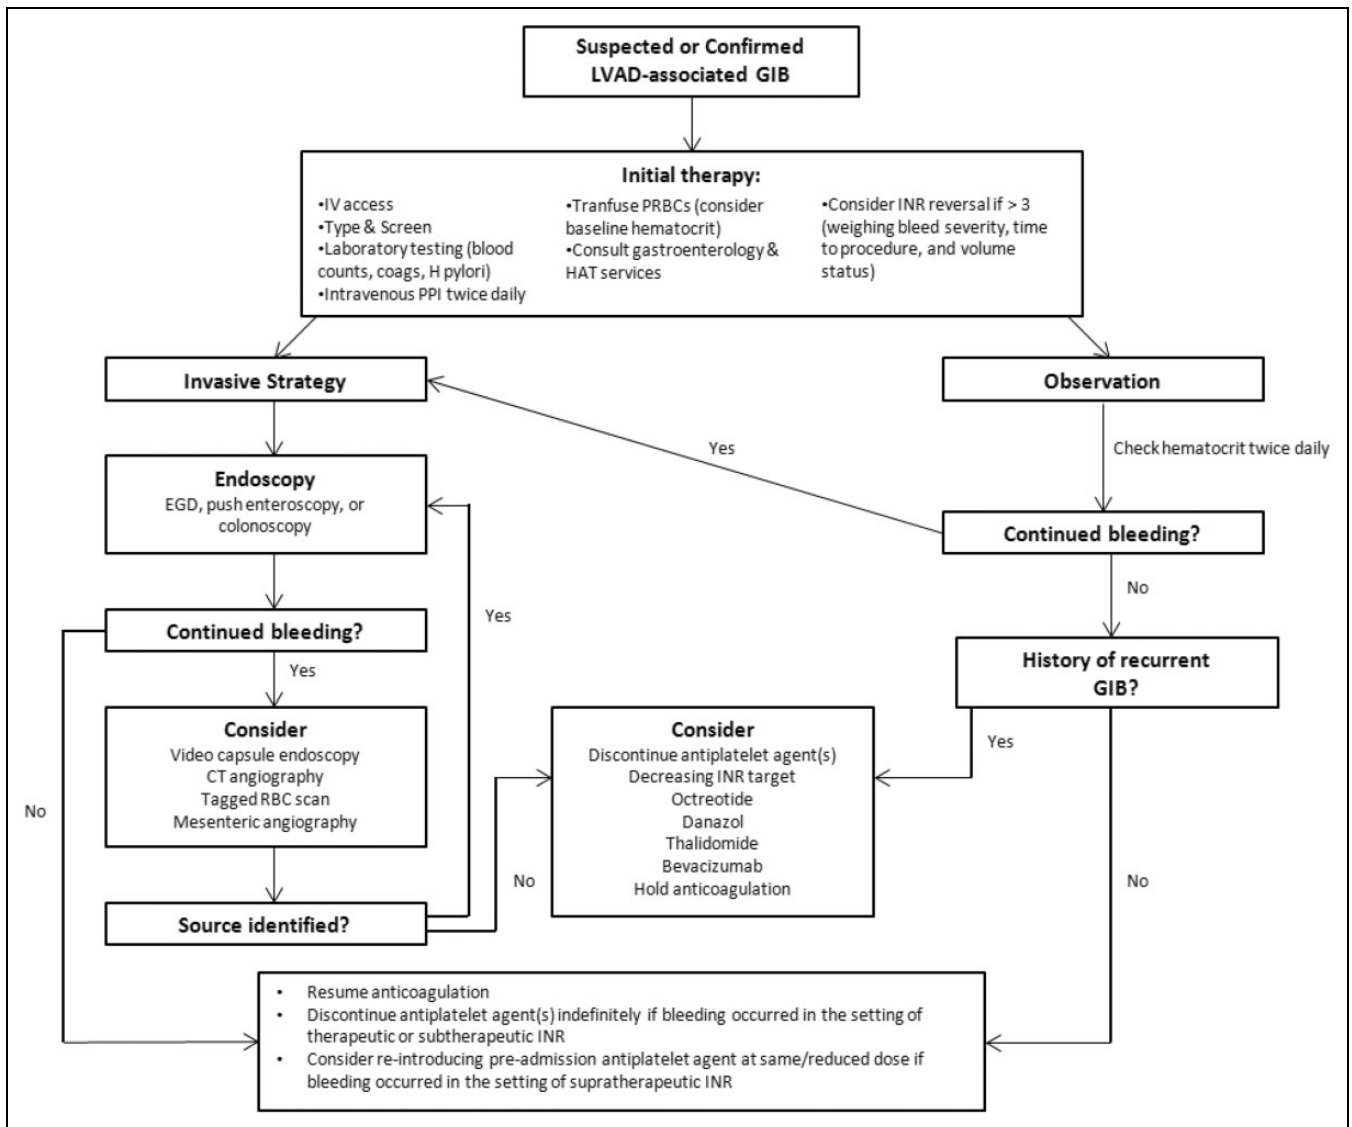 Suspected or Confirmed
LVAD-associated GIB
Initial therapy:
•IV access
•Type & Screen
•Laboratory testing (blood
counts, coags, H pylori)
•Intravenous PPI twice daily
•Tranfuse PRBCs (consider
baseline hematocrit)
•Consult gastroenterology &
HAT services
•Consider INR reversal if > 3
(weighing bleed severity, time
to procedure, and volume
status)
Invasive Strategy
Observation
Yes
Check hematocrit twice daily
Endoscopy
EGD, push enteroscopy, or
colonoscopy
Continued bleeding?
No
Yes
Continued bleeding?
Yes
History of recurrent
GIB?
Consider
Video capsule endoscopy
CT angiography
Tagged RBC scan
Mesenteric angiography
Consider
Discontinue antiplatelet agent(s)
Decreasing INR target
Octreotide
Danazol
Thalidomide
Bevacizumab
Hold anticoagulation
Yes
No
No
No
Source identified?
• Resume anticoagulation
• Discontinue antiplatelet agent(s) indefinitely if bleeding occurred in the setting of
therapeutic or subtherapeutic INR
• Consider re-introducing pre-admission antiplatelet agent at same/reduced dose if
bleeding occurred in the setting of supratherapeutic INR